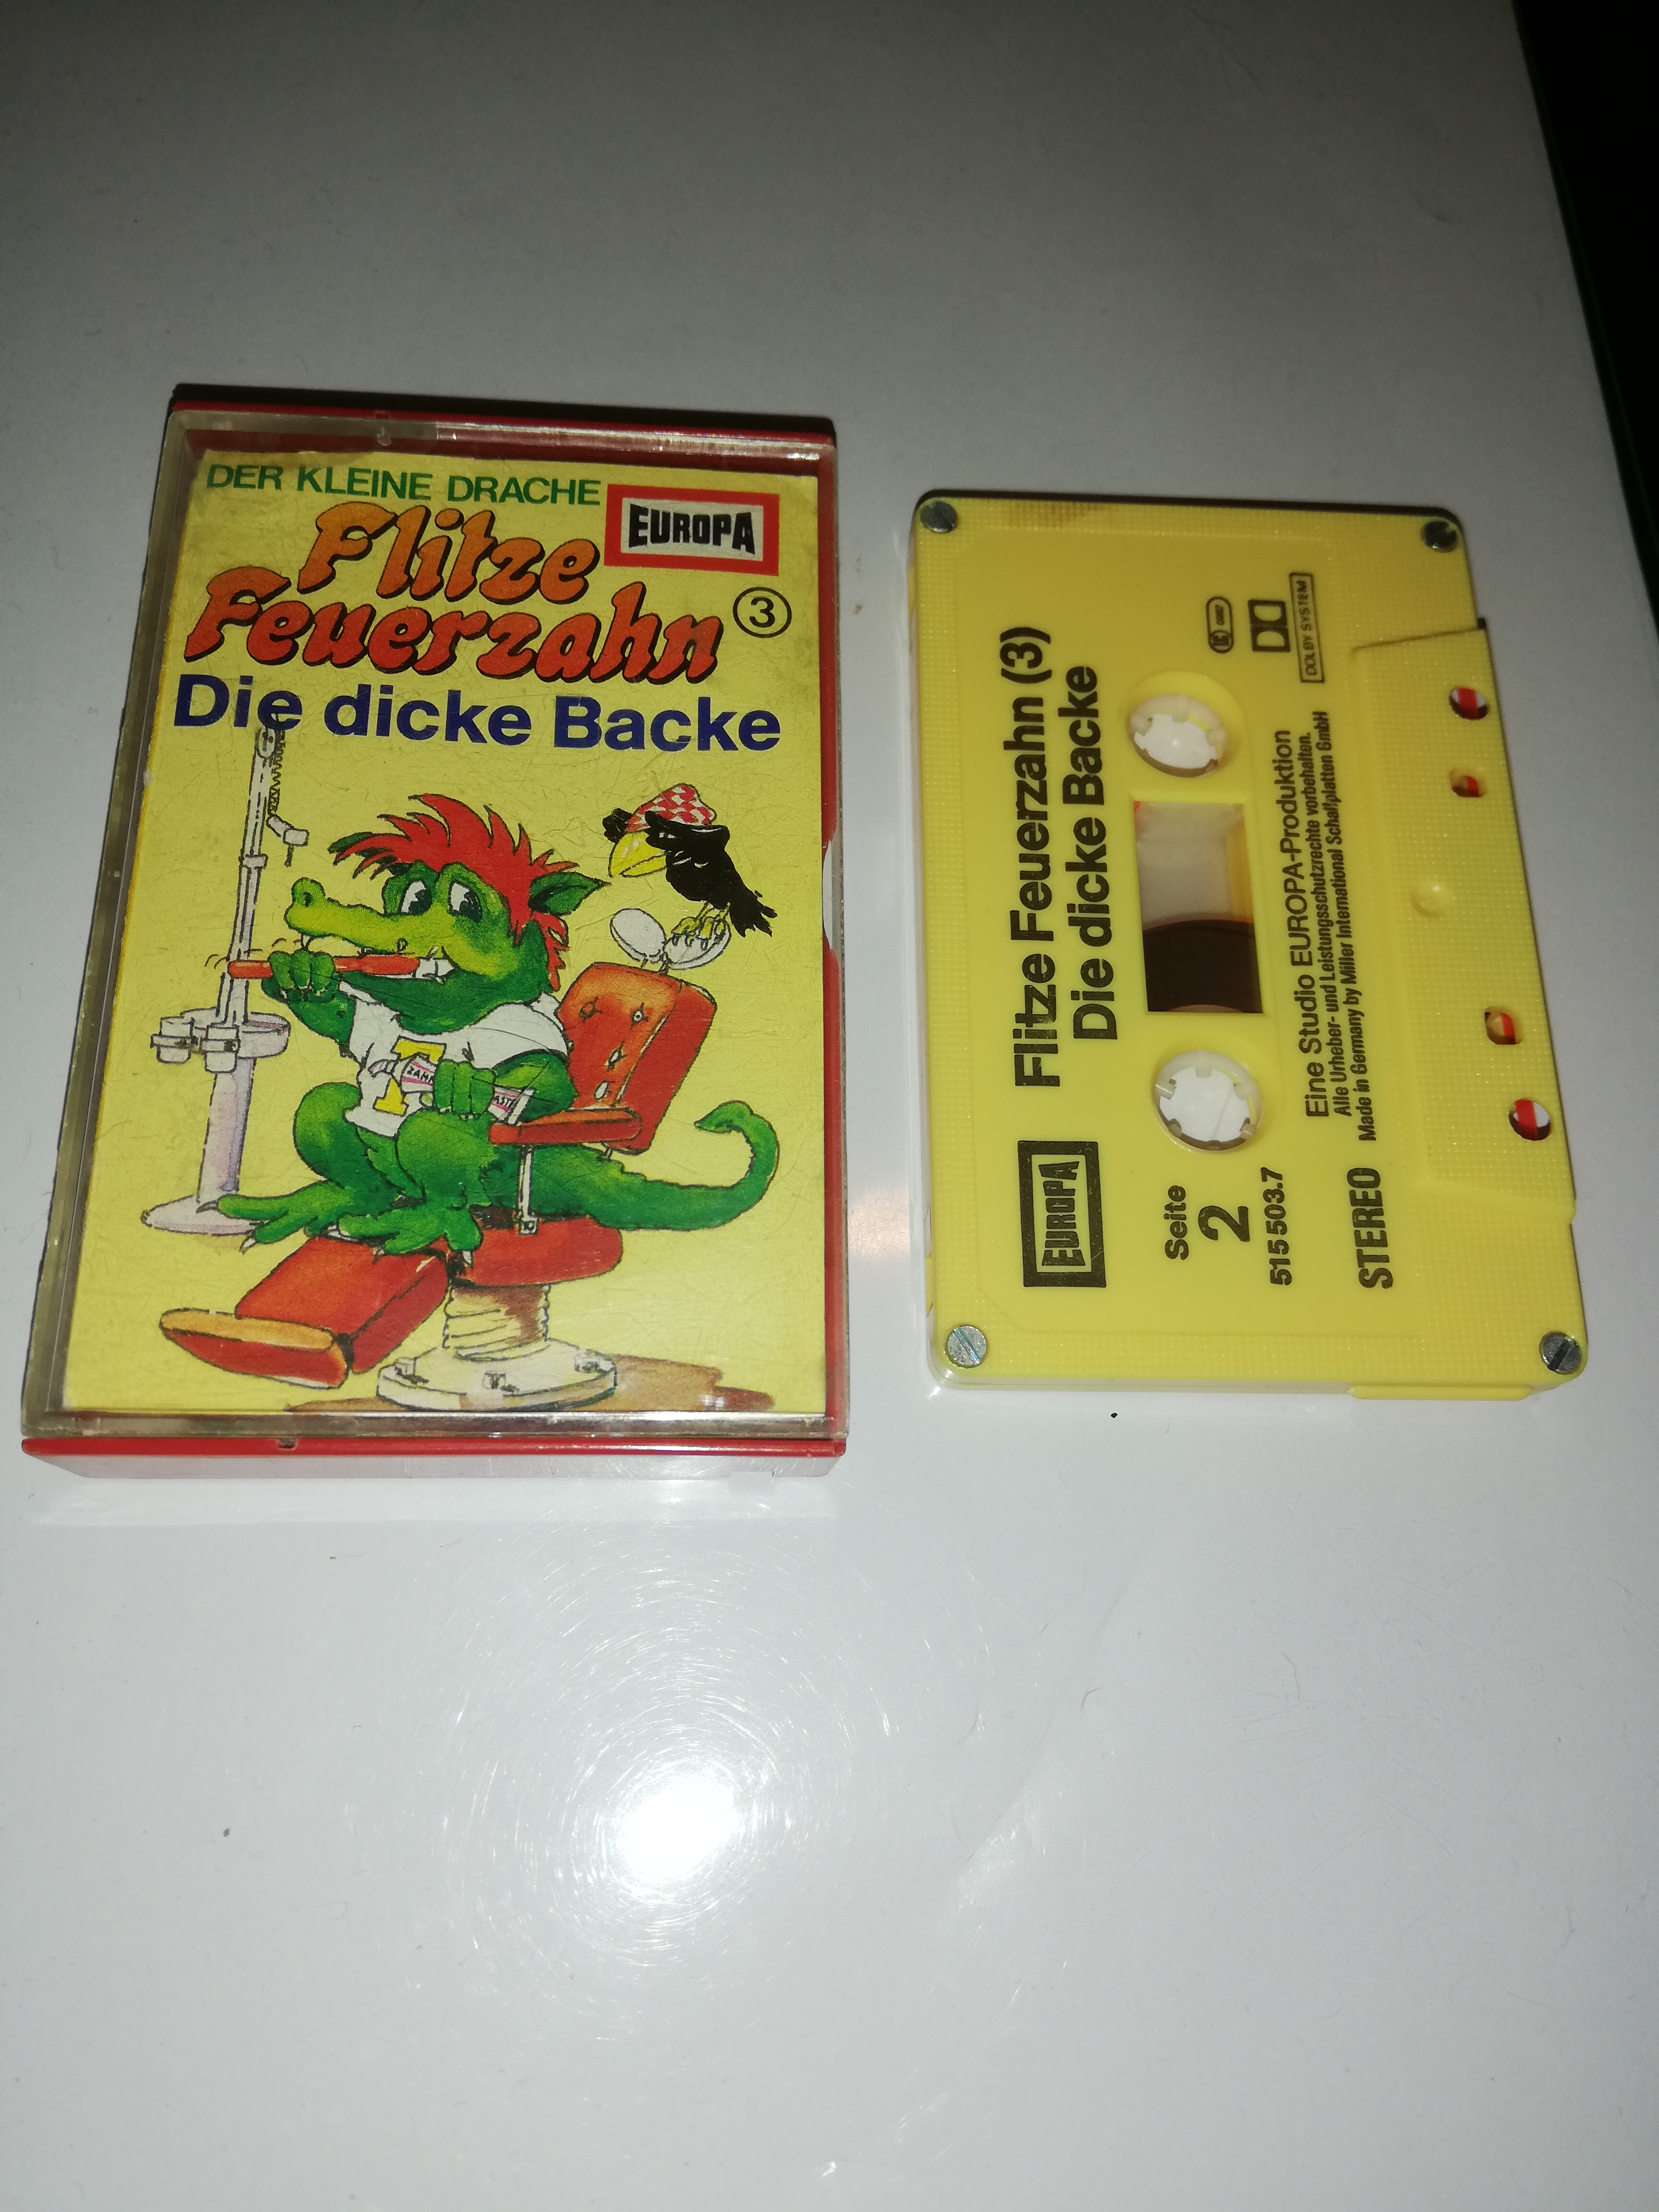 DER KLEINE DRACHE
EUROPA
Flitze
Feuerzahn
3
Die dicke Backe
ZAHN
PASTE
Flitze Feuerzahn (3)
Die dicke Backe
EUROPA
Seite
2
515 503.7
STEREO
DOLBY SYSTEM
Eine Studio EUROPA-Produktion
Alle Urheber- und Leistungsschutzrechte vorbehalten.
Made in Germany by Miller International Schallplatten GmbH